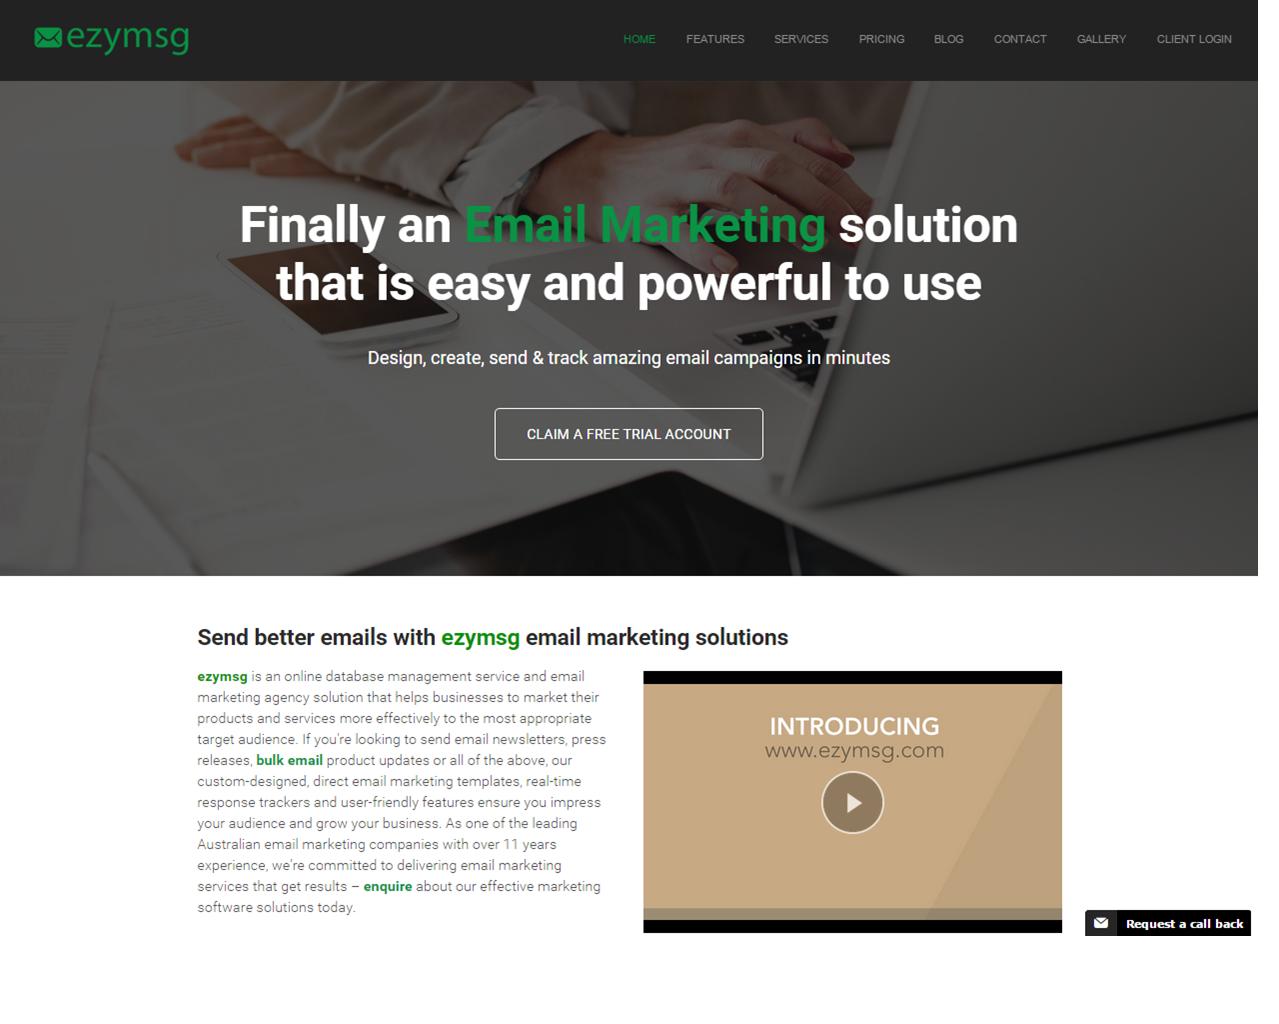 ezymsg
HOME FEATURES SERVICES PRICING BLOG CONTACT GALLERY CLIENT LOGIN
Finally an Email Marketing solution
that is easy and powerful to use
Design, create, send & track amazing email campaigns in minutes
CLAIM A FREE TRIAL ACCOUNT
Send better emails with ezymsg email marketing solutions
ezymsg is an online database management service and email
marketing agency solution that helps businesses to market their
products and services more effectively to the most appropriate
target audience. If you're looking to send email newsletters, press
releases, bulk email product updates or all of the above, our
custom-designed, direct email marketing templates, real-time
response trackers and user-friendly features ensure you impress
your audience and grow your business. As one of the leading
Australian email marketing companies with over 11 years
experience, we're committed to delivering email marketing
services that get results – enquire about our effective marketing
software solutions today.
INTRODUCING
www.ezymsg.com
Request a call back